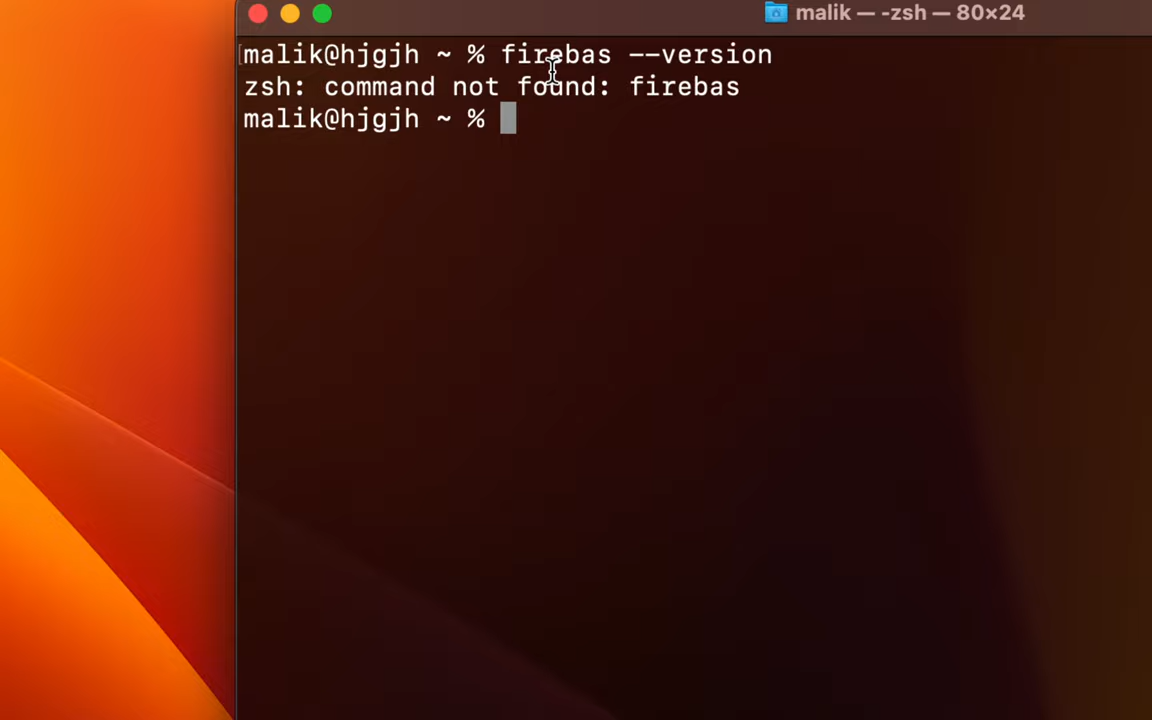 malik — -zsh — 80×24
malik@hjgjh ~ % firebas --version
zsh: command not found: firebas
malik@hjgjh ~ %